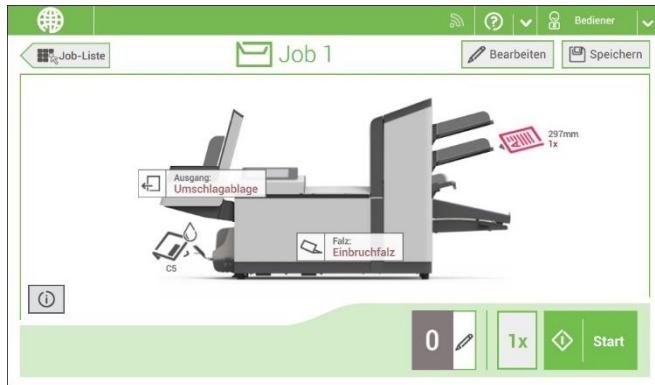 Bediener
Job-Liste
Job 1
Bearbeiten
Speichern
297mm
1x
Ausgang:
Umschlagablage
Falz:
Einbruchfalz
C5
0
1x
Start